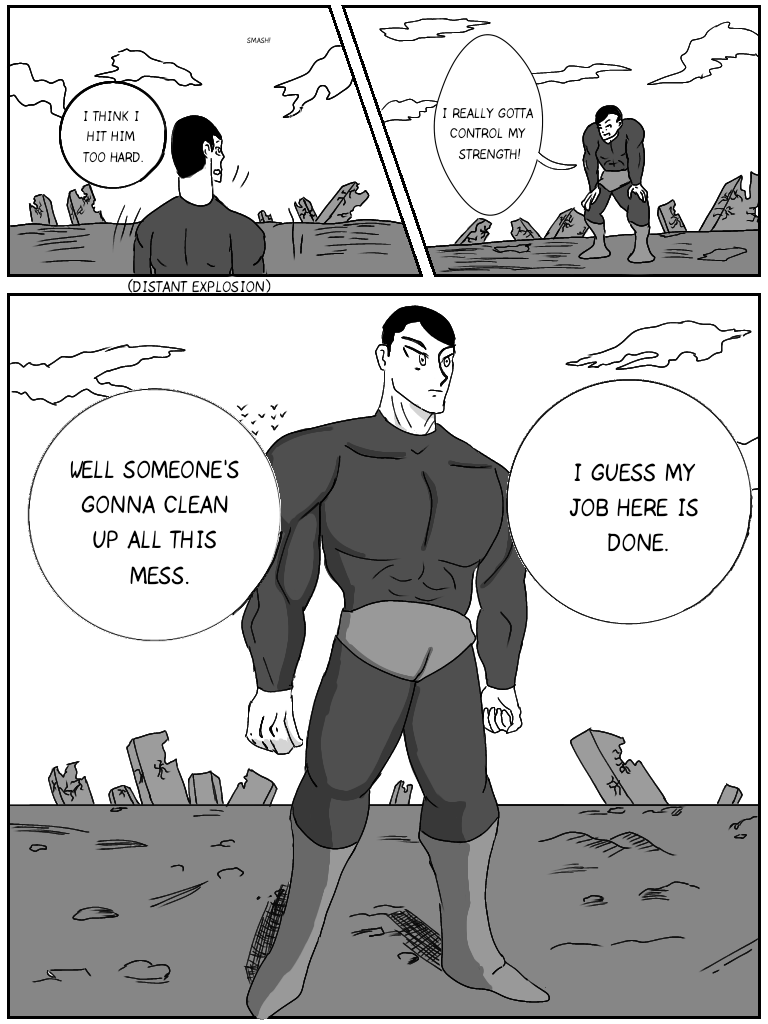 SMASH!
I THINK I
HIT HIM
TOO HARD.
I REALLY GOTTA
CONTROL MY
STRENGTH!
(DISTANT EXPLOSION)
WELL SOMEONE'S
GONNA CLEAN
UP ALL THIS
MESS.
I GUESS MY
JOB HERE IS
DONE.